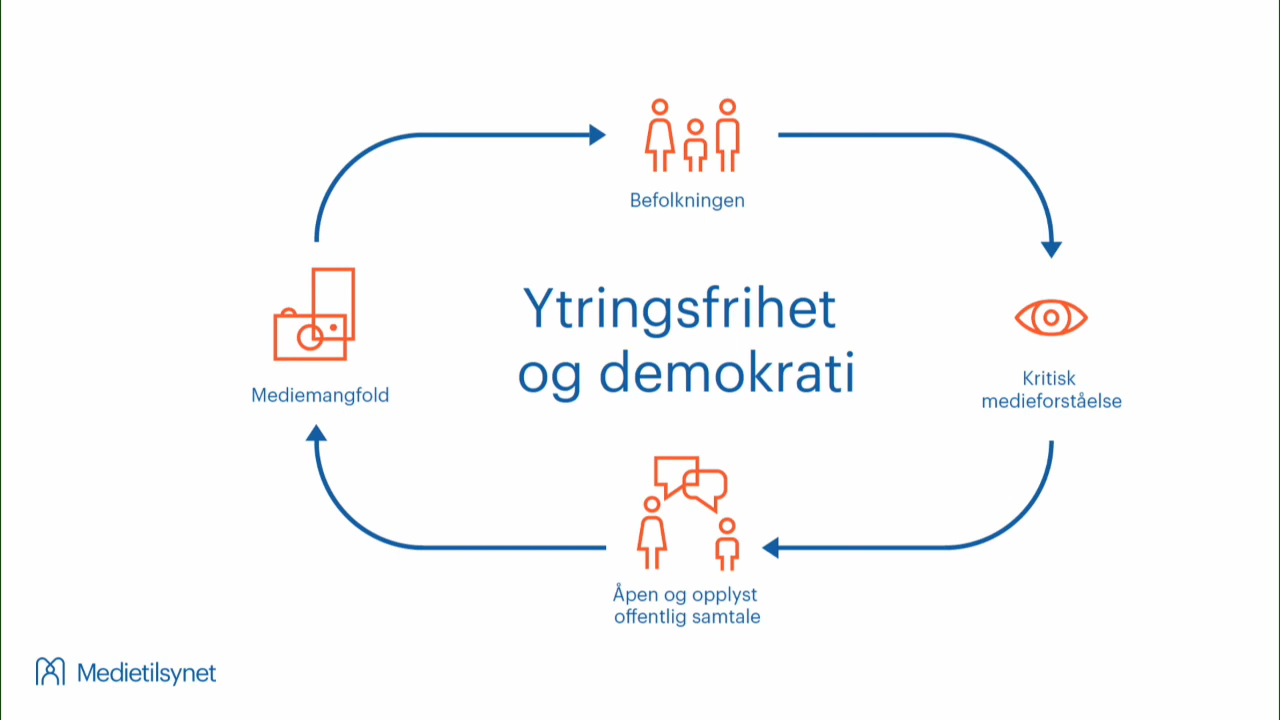 Befolkningen
Ytringsfrihet
og demokrati
Mediemangfold
Kritisk
medieforståelse
Åpen og opplyst
offentlig samtale
Medietilsynet